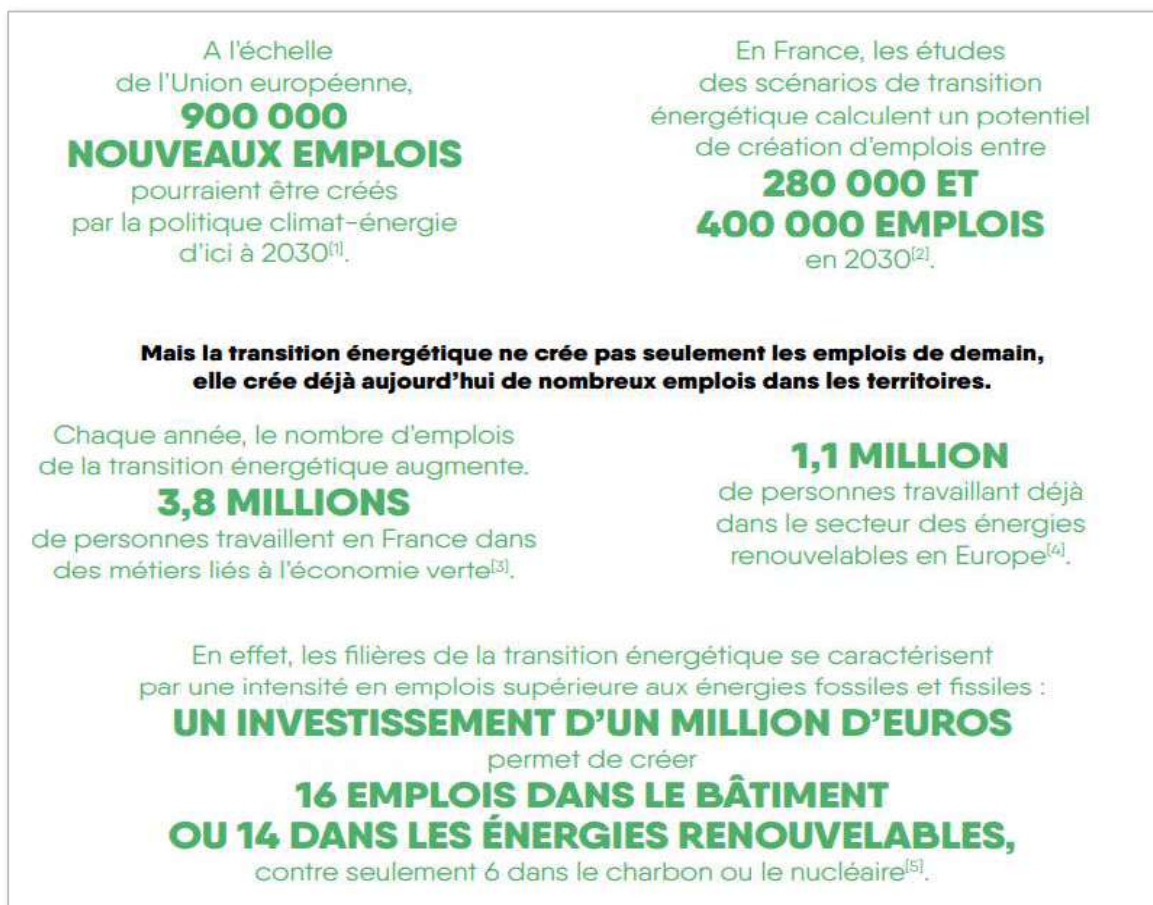 A l'échelle
de l'Union européenne,
900 000
NOUVEAUX EMPLOIS
pourraient être créés
par la politique climat-énergie
d'ici à 2030[1].
En France, les études
des scénarios de transition
énergétique calculent un potentiel
de création d'emplois entre
280 000 ET
400 000 EMPLOIS
en 2030[2].
Mais la transition énergétique ne crée pas seulement les emplois de demain,
elle crée déjà aujourd'hui de nombreux emplois dans les territoires.
Chaque année, le nombre d'emplois
de la transition énergétique augmente.
3,8 MILLIONS
de personnes travaillent en France dans
des métiers liés à l'économie verte[3].
1,1 MILLION
de personnes travaillant déjà
dans le secteur des énergies
renouvelables en Europe[4].
En effet, les filières de la transition énergétique se caractérisent
par une intensité en emplois supérieure aux énergies fossiles et fissiles :
UN INVESTISSEMENT D'UN MILLION D'EUROS
permet de créer
16 EMPLOIS DANS LE BÂTIMENT
OU 14 DANS LES ÉNERGIES RENOUVELABLES,
contre seulement 6 dans le charbon ou le nucléaire[5].